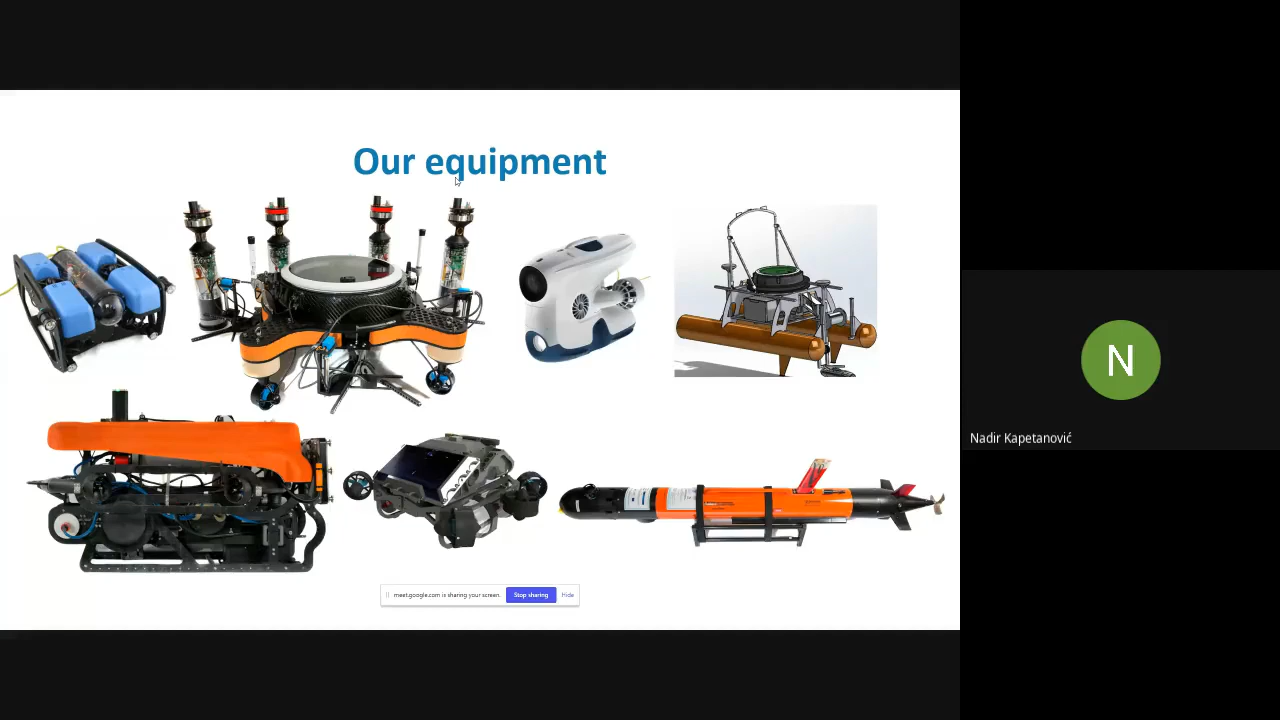 Our equipment
N
Nadir Kapetanović
meet.google.com is sharing your screen.
Stop sharing
Hide